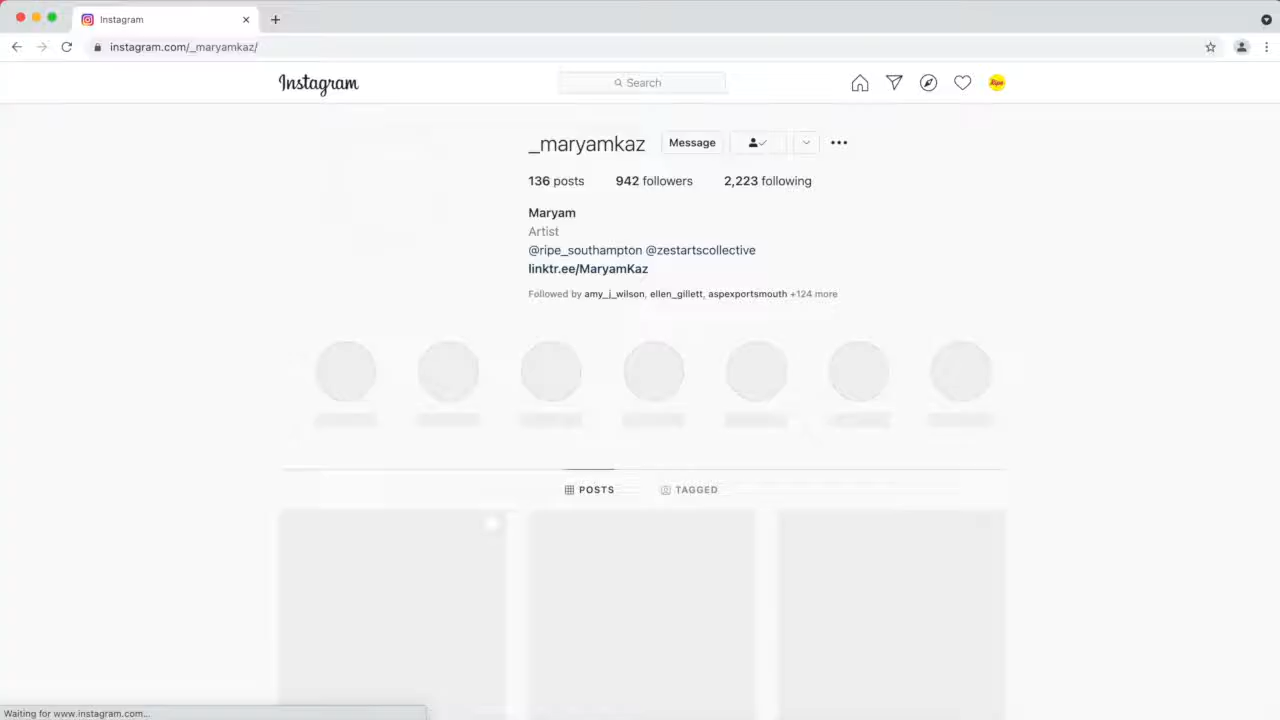 Instagram
instagram.com/_maryamkaz/
Instagram
Search
Ripe
_maryamkaz
Message
136 posts 942 followers 2,223 following
Maryam
Artist
@ripe_southampton @zestartscollective
linktr.ee/MaryamKaz
Followed by amy_j_wilson, ellen_gillett, aspexportsmouth +124 more
POSTS TAGGED
Waiting for www.instagram.com...